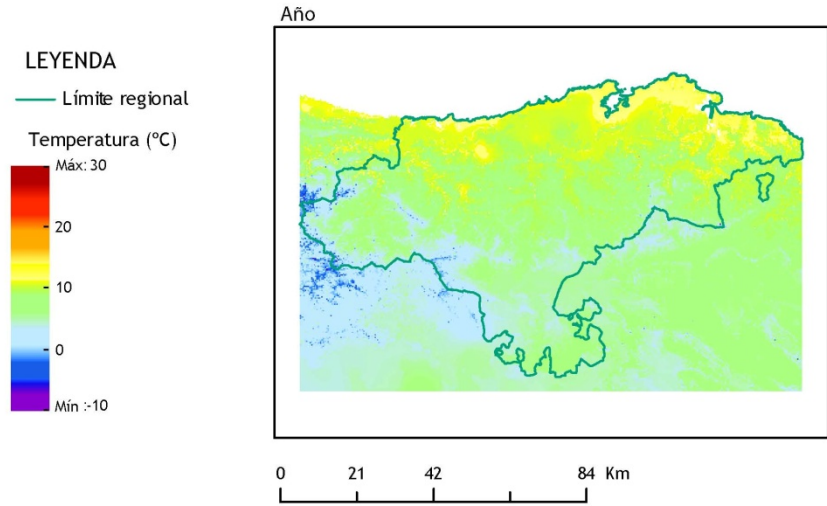 Año
LEYENDA
Límite regional
Temperatura (ºC)
Máx: 30
20
10
0
Mín :-10
0 21 42 84 Km